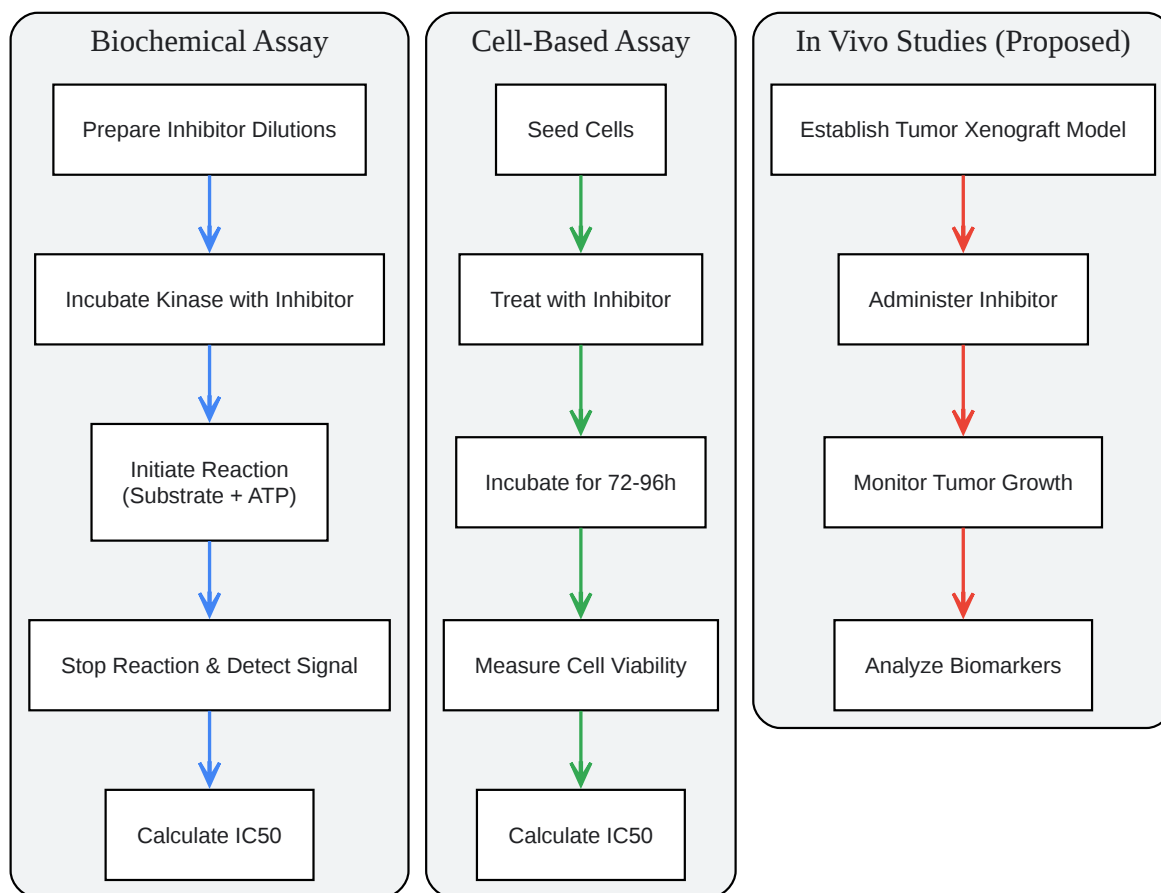 Biochemical Assay
Prepare Inhibitor Dilutions
Incubate Kinase with Inhibitor
Initiate Reaction
(Substrate + ATP)
Stop Reaction & Detect Signal
Calculate IC50
Cell-Based Assay
Seed Cells
Treat with Inhibitor
Incubate for 72-96h
Measure Cell Viability
Calculate IC50
In Vivo Studies (Proposed)
Establish Tumor Xenograft Model
Administer Inhibitor
Monitor Tumor Growth
Analyze Biomarkers